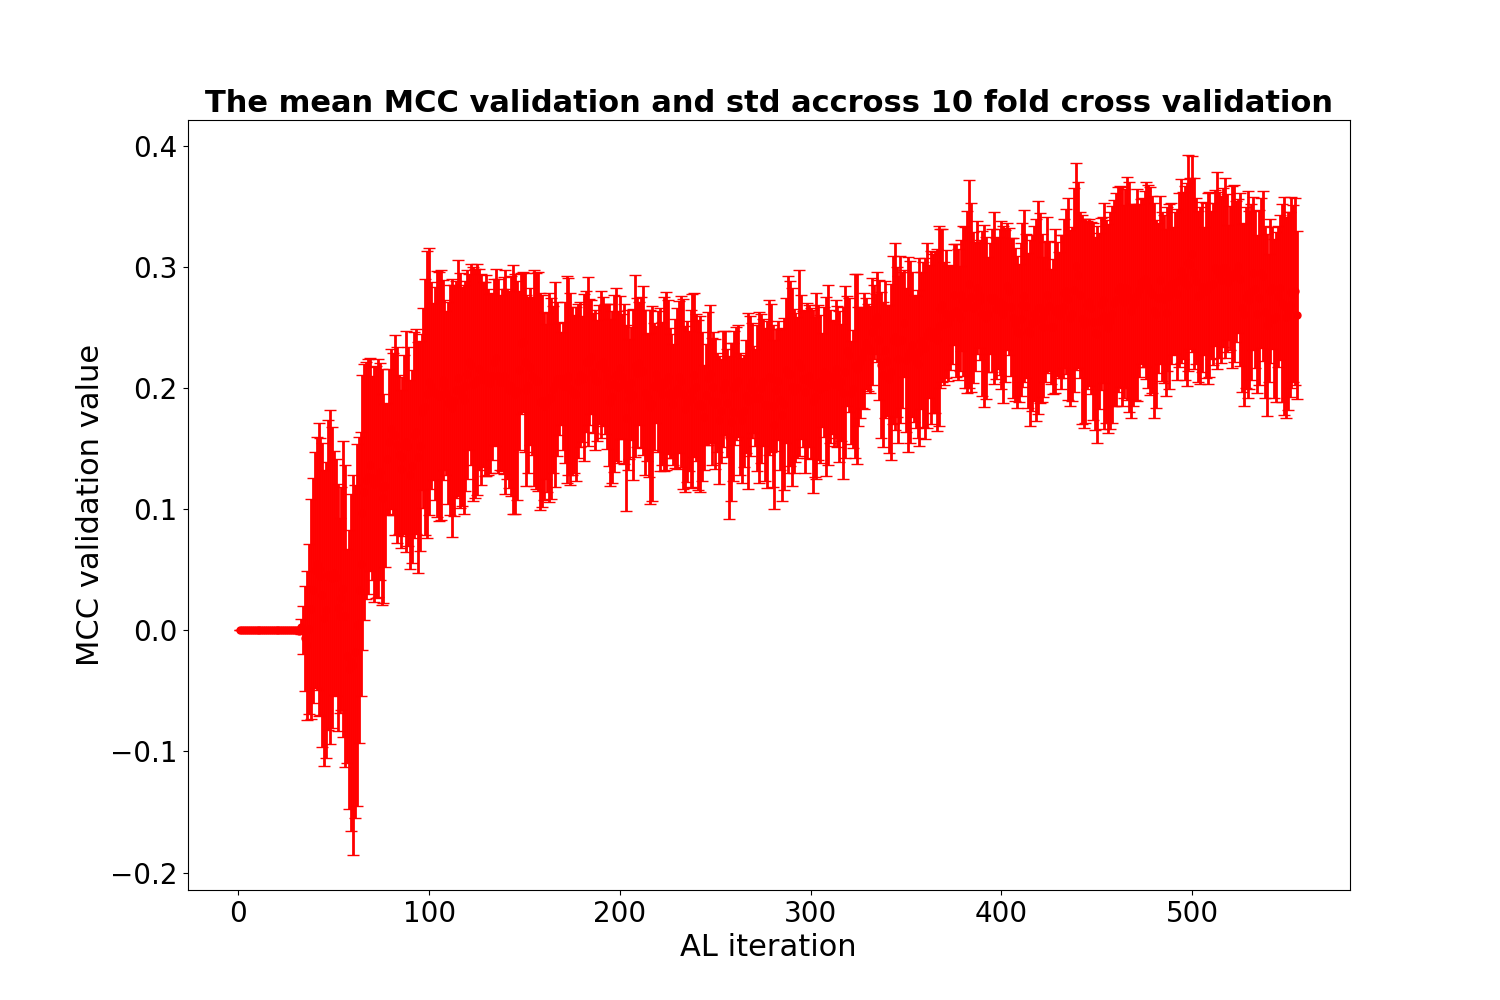 The mean MCC validation and std accross 10 fold cross validation
0.4
0.3
0.2
0.1
0.0
−0.1
−0.2
MCC validation value
0 100 200 300 400 500
AL iteration